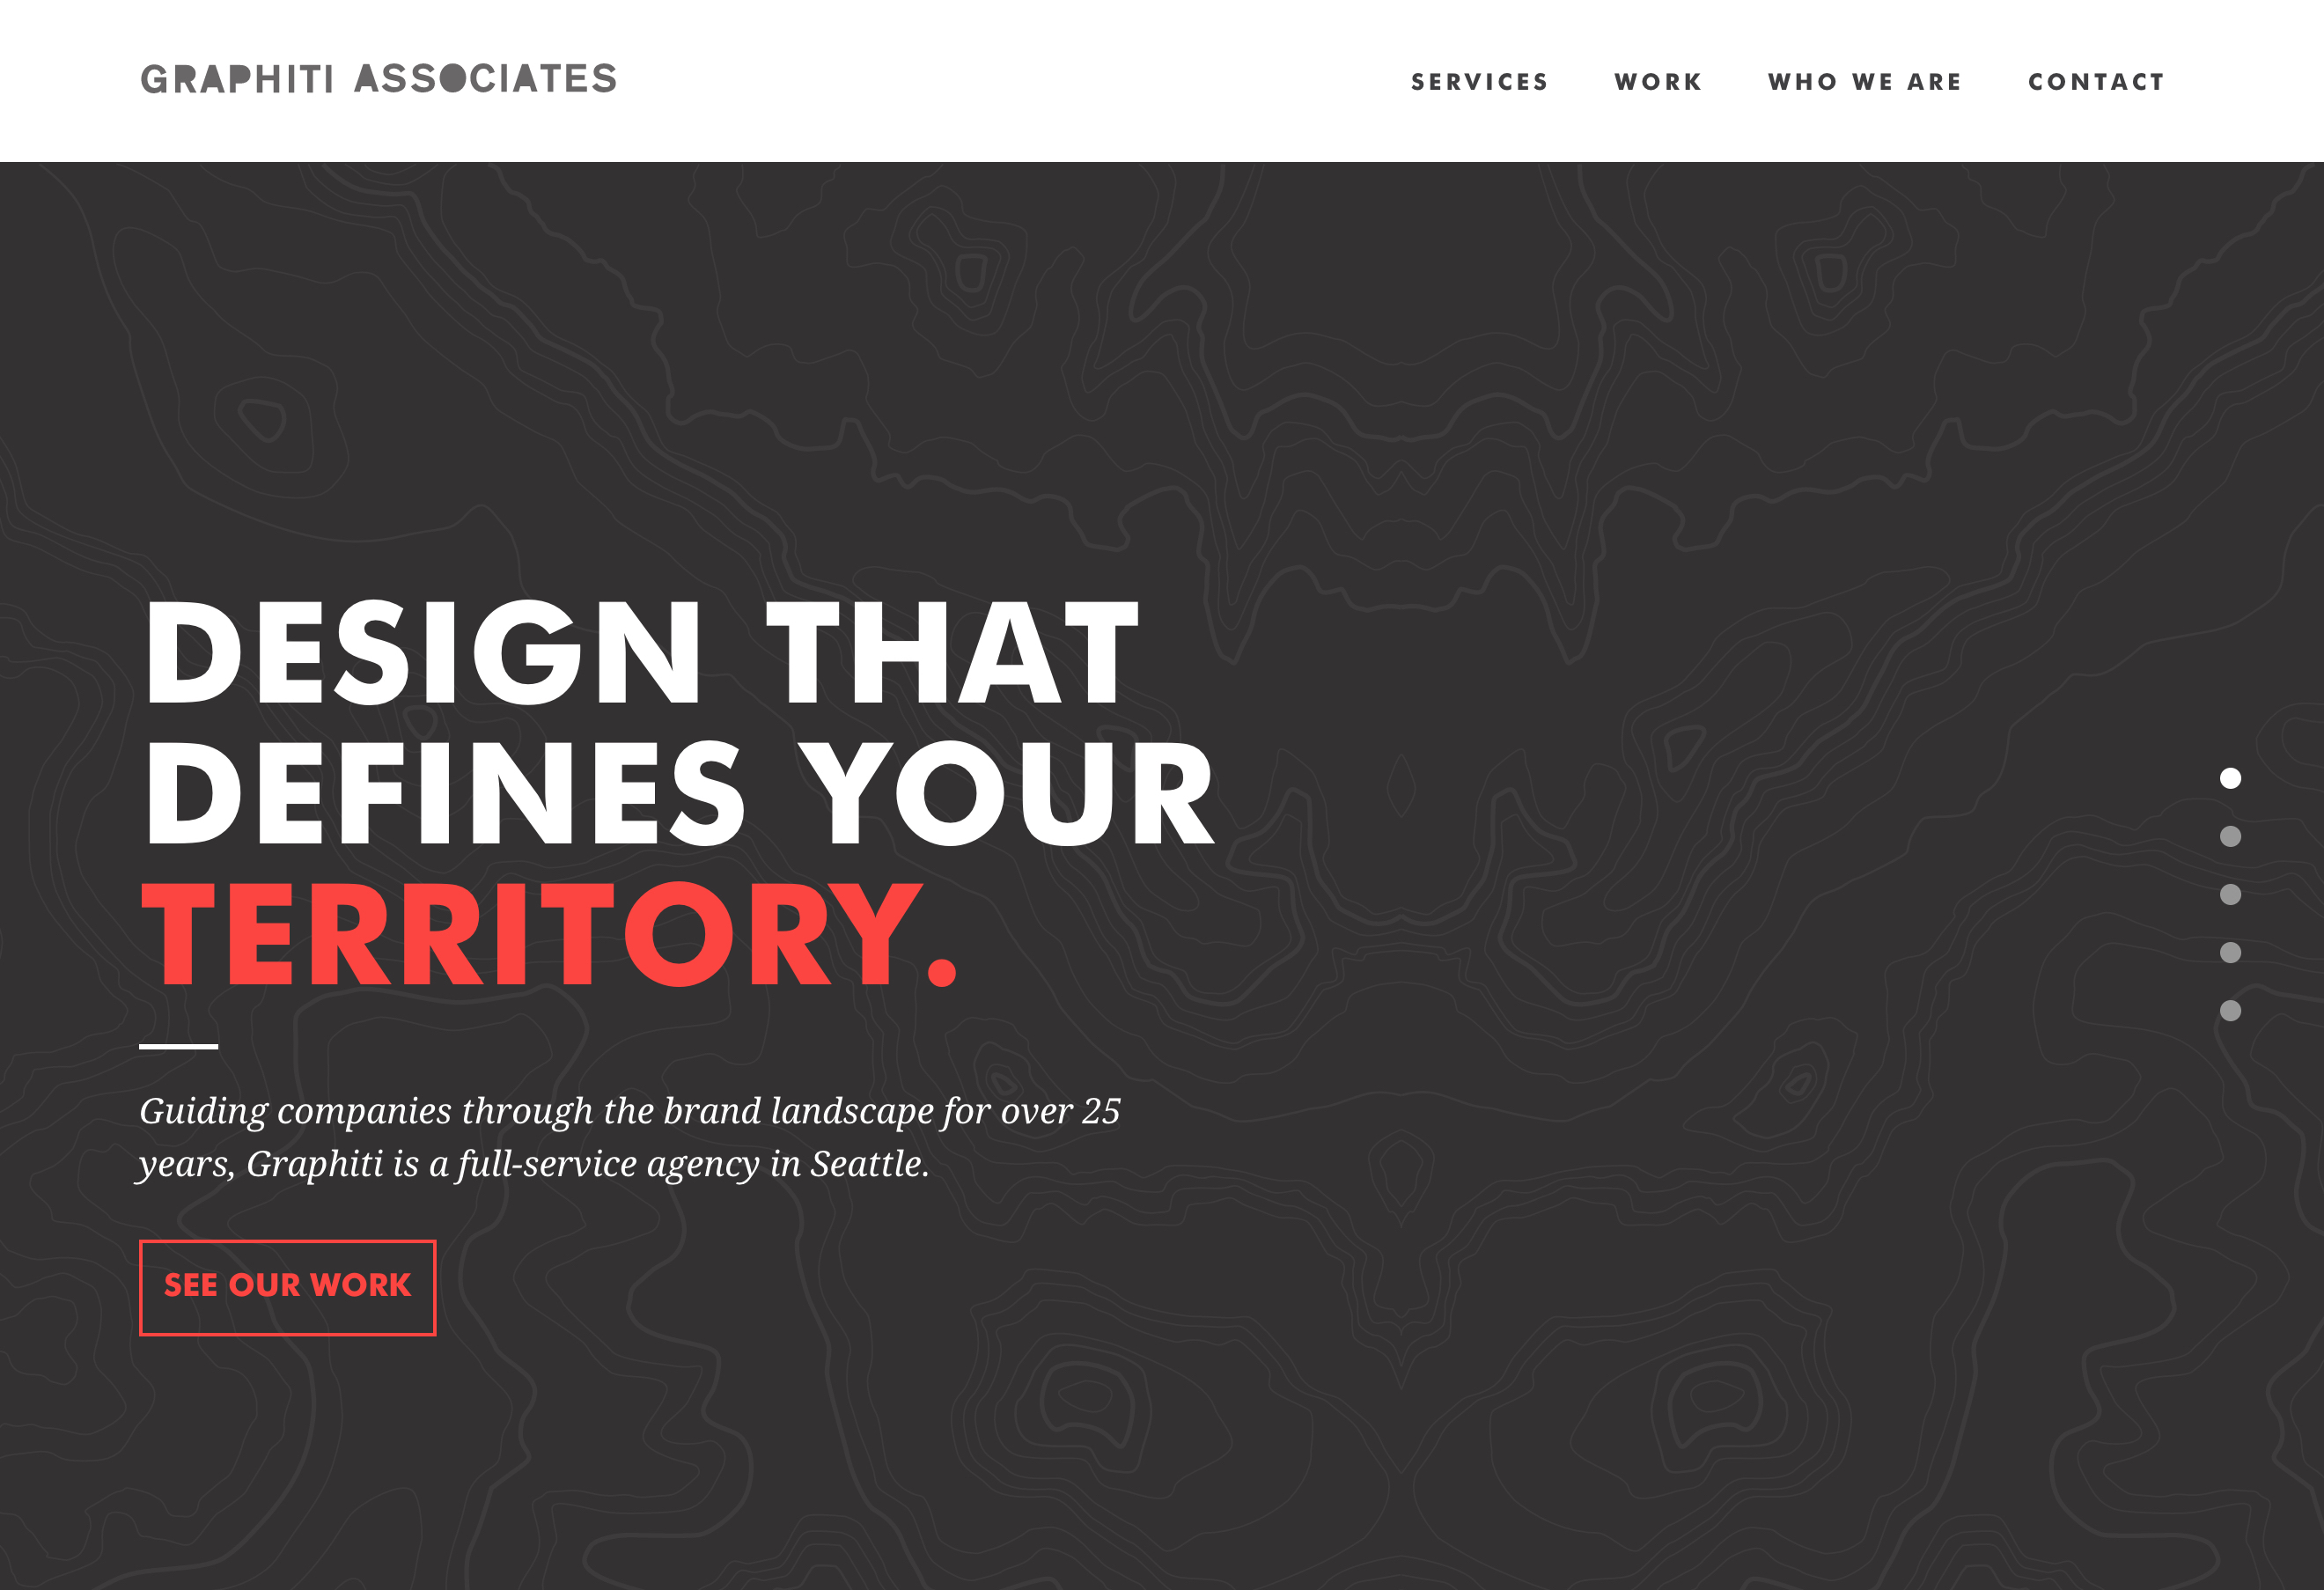 GRAPHITI ASSOCIATES
SERVICES WORK WHO WE ARE CONTACT
DESIGN THAT
DEFINES YOUR
TERRITORY.
Guiding companies through the brand landscape for over 25
years, Graphiti is a full-service agency in Seattle.
SEE OUR WORK